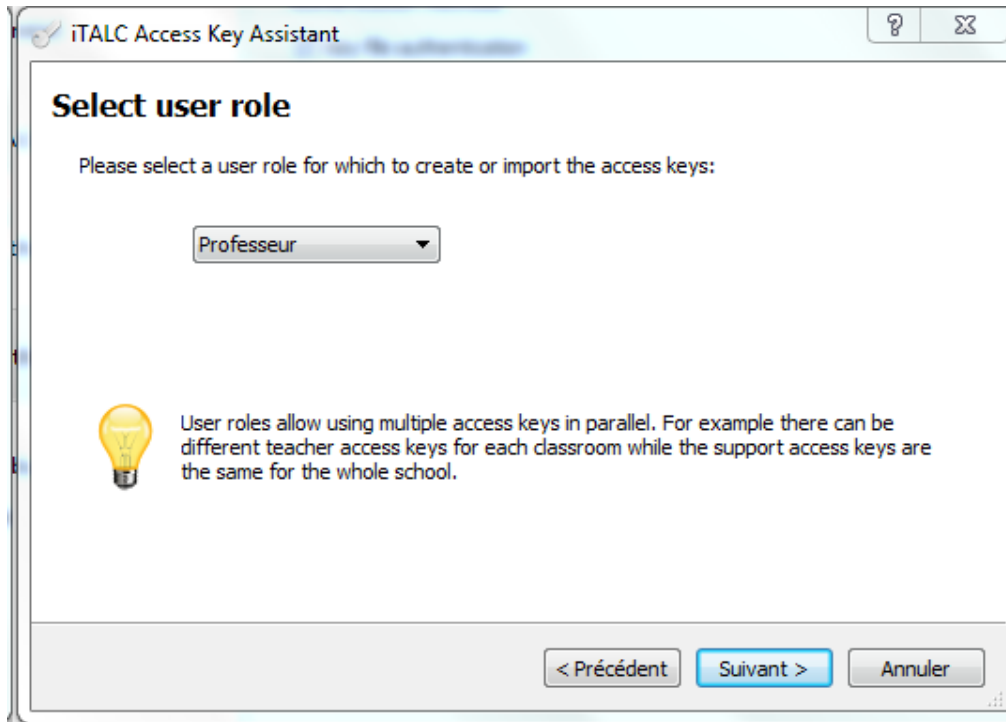 iTALC Access Key Assistant
Select user role
Please select a user role for which to create or import the access keys:
Professeur
User roles allow using multiple access keys in parallel. For example there can be
different teacher access keys for each classroom while the support access keys are
the same for the whole school.
< Précédent
Suivant >
Annuler